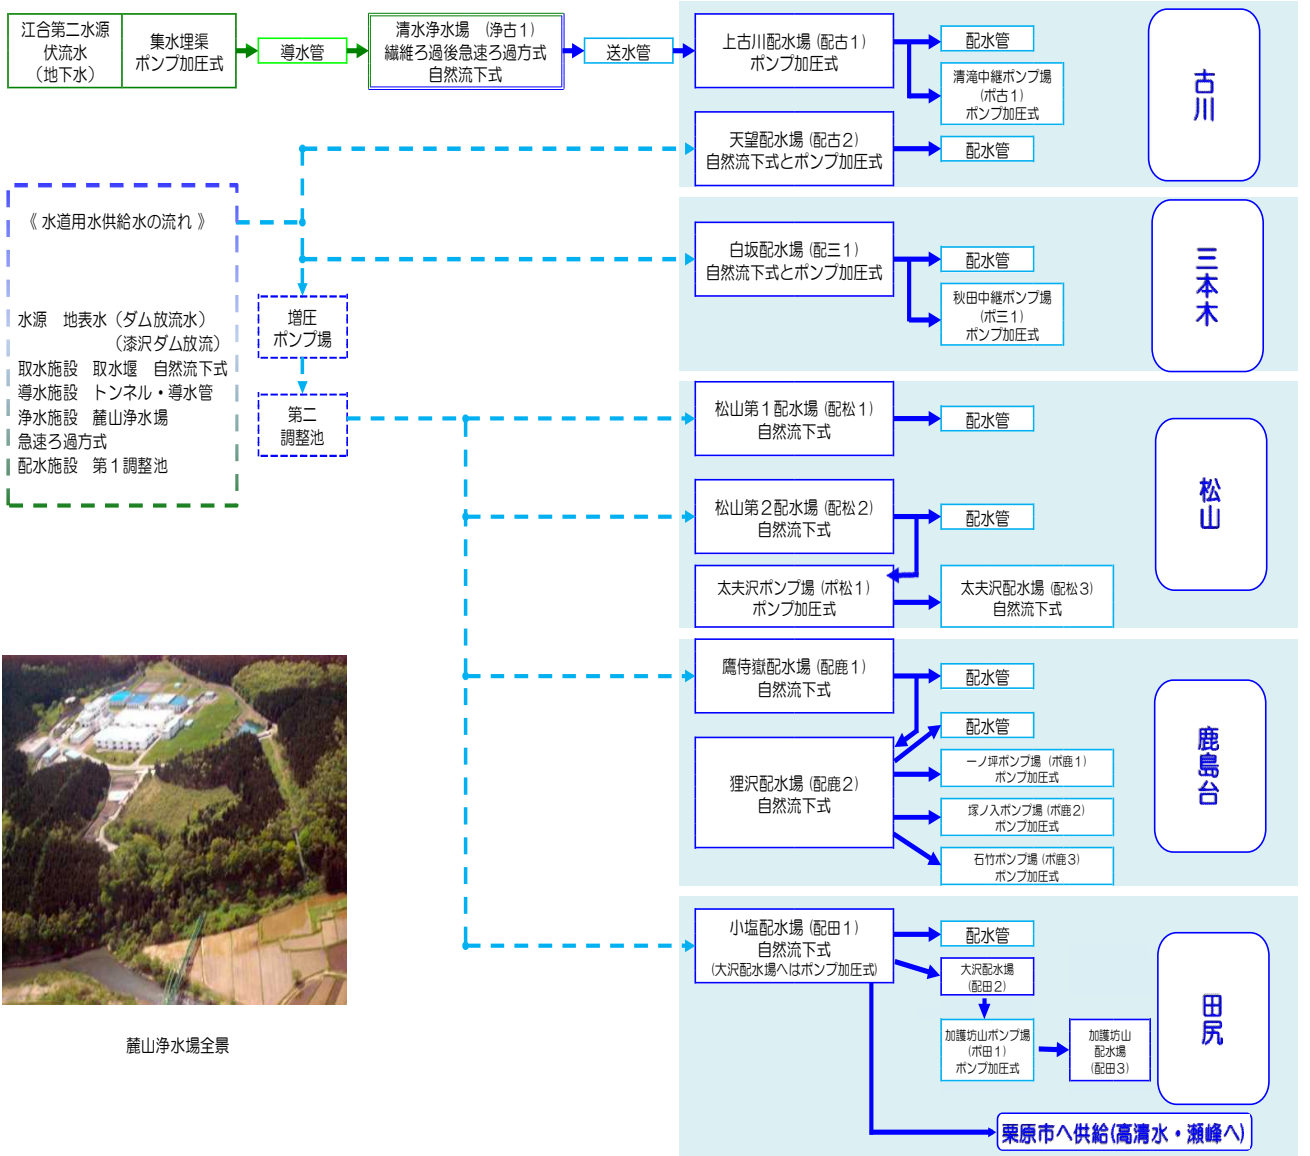 江合第二水源
伏流水
（地下水）
集水埋渠
ポンプ加圧式
導水管
清水浄水場　（浄古１）
繊維ろ過後急速ろ過方式
自然流下式
送水管
上古川配水場（配古１）
ポンプ加圧式
配水管
清滝中継ポンプ場
（ポ古１）
ポンプ加圧式
天望配水場（配古２）
自然流下式とポンプ加圧式
配水管
古川
《 水道用水供給水の流れ 》
水源　地表水（ダム放流水）
（漆沢ダム放流）
取水施設　取水堰　自然流下式
導水施設　トンネル・導水管
浄水施設　麓山浄水場
急速ろ過方式
配水施設　第１調整池
増圧
ポンプ場
第二
調整池
白坂配水場（配三１）
自然流下式とポンプ加圧式
配水管
秋田中継ポンプ場
（ポ三１）
ポンプ加圧式
三本木
松山第１配水場（配松１）
自然流下式
配水管
松山第２配水場（配松２）
自然流下式
配水管
太夫沢ポンプ場（ポ松１）
ポンプ加圧式
太夫沢配水場（配松３）
自然流下式
松山
鷹侍嶽配水場（配鹿１）
自然流下式
配水管
配水管
狸沢配水場（配鹿２）
自然流下式
一ノ坪ポンプ場（ポ鹿１）
ポンプ加圧式
塚ノ入ポンプ場（ポ鹿２）
ポンプ加圧式
石竹ポンプ場（ポ鹿３）
ポンプ加圧式
鹿島台
小塩配水場（配田１）
自然流下式
（大沢配水場へはポンプ加圧式）
配水管
大沢配水場
（配田２）
加護坊山ポンプ場
（ポ田１）
ポンプ加圧式
加護坊山
配水場
（配田３）
田尻
栗原市へ供給(高清水・瀬峰へ)
麓山浄水場全景